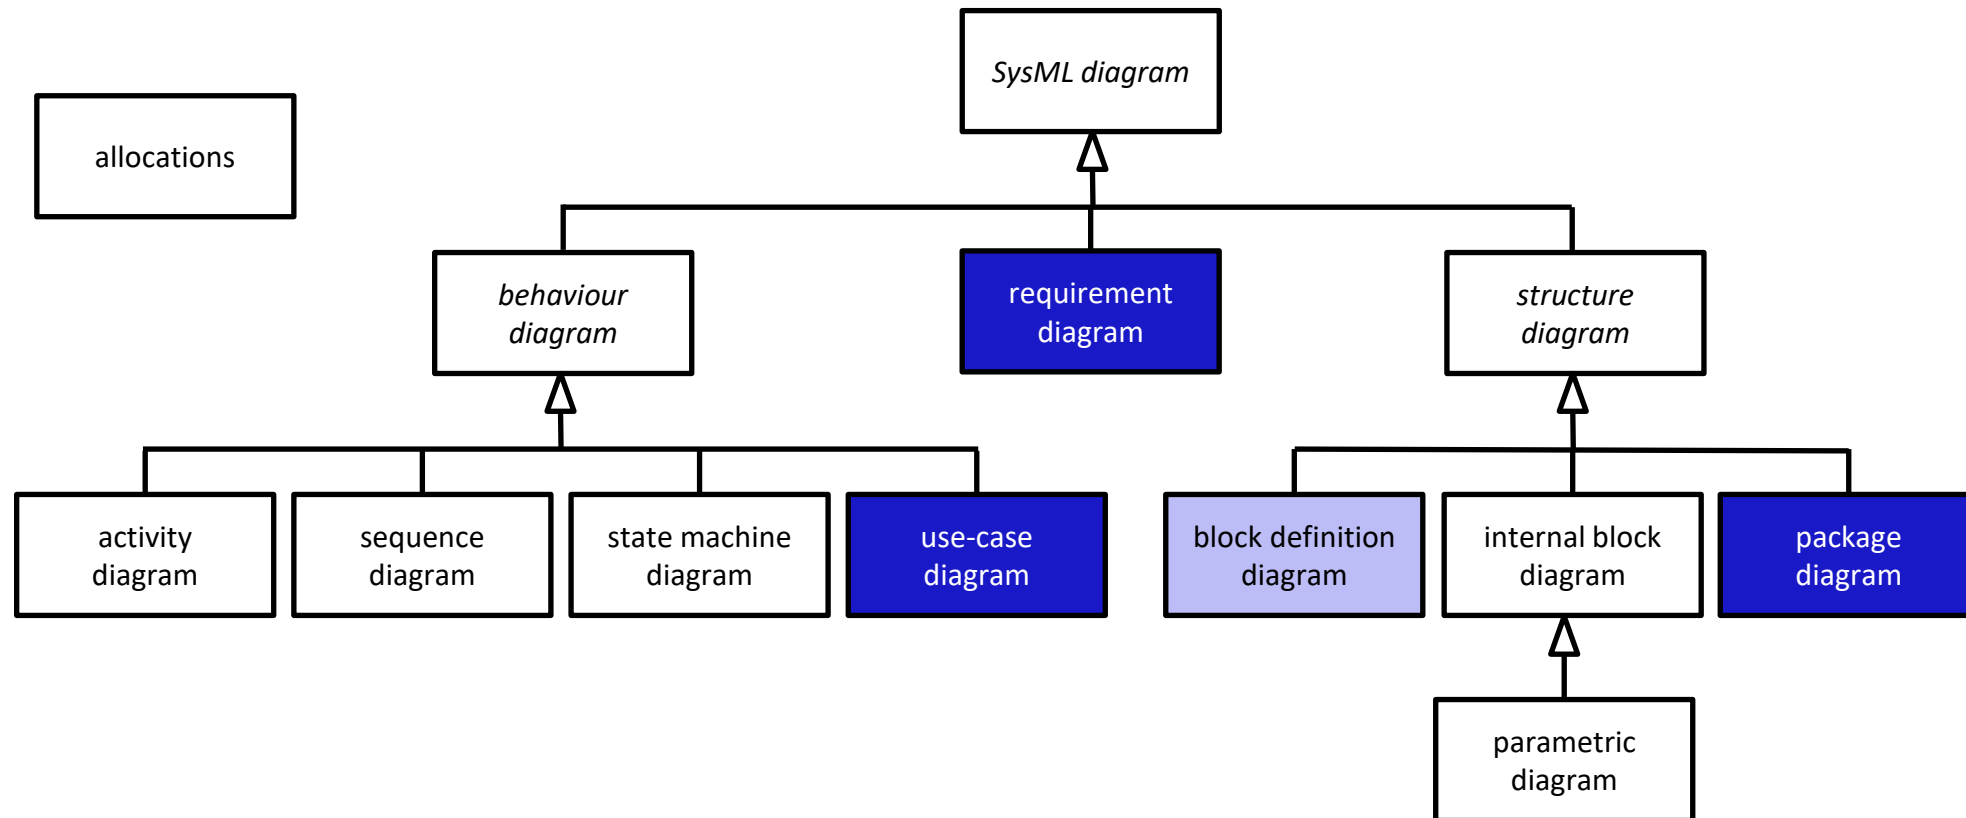 SysML diagram
allocations
behaviour
diagram
requirement
diagram
structure
diagram
activity
diagram
sequence
diagram
state machine
diagram
use-case
diagram
block definition
diagram
internal block
diagram
package
diagram
parametric
diagram